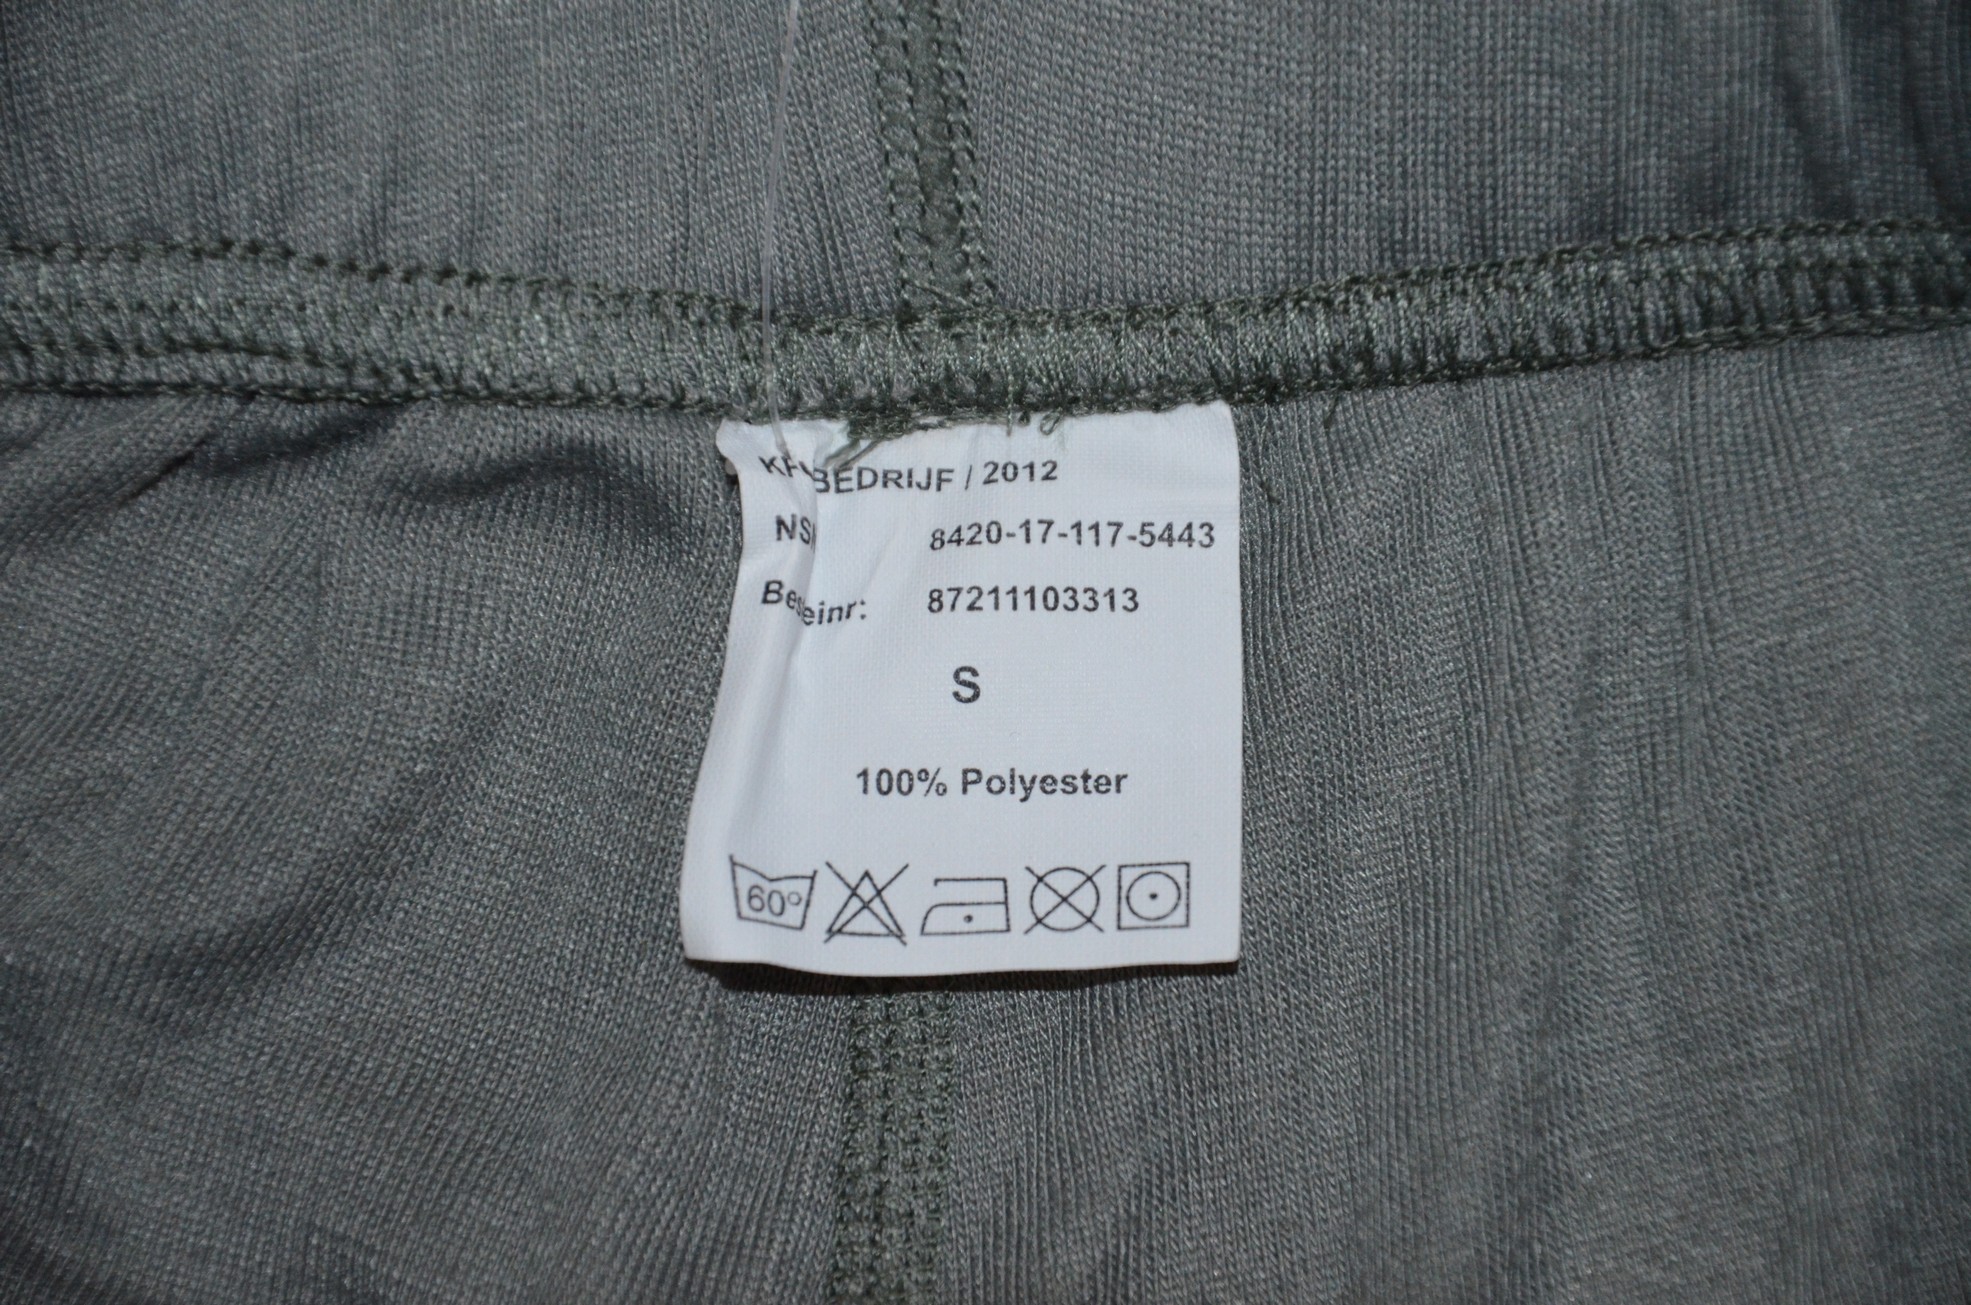 BEDRIJF / 2012
8420-17-117-5443
87211103313
S
100% Polyester
60°